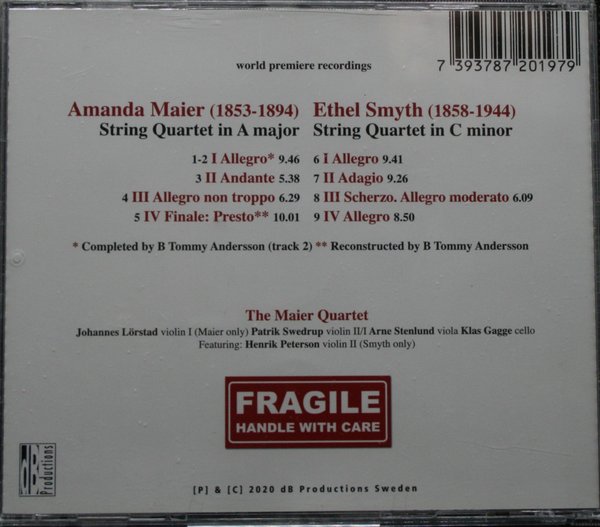 world premiere recordings
7 393787 201979
Amanda Maier (1853-1894)
String Quartet in A major
1-2 I Allegro* 9.46
3 II Andante 5.38
4 III Allegro non troppo 6.29
5 IV Finale: Presto** 10.01
Ethel Smyth (1858-1944)
String Quartet in C minor
6 I Allegro 9.41
7 II Adagio 9.26
8 III Scherzo. Allegro moderato 6.09
9 IV Allegro 8.50
* Completed by B Tommy Andersson (track 2) ** Reconstructed by B Tommy Andersson
The Maier Quartet
Johannes Lörstad violin I (Maier only) Patrik Swedrup violin II/I Arne Stenlund viola Klas Gagge cello
Featuring: Henrik Peterson violin II (Smyth only)
FRAGILE
HANDLE WITH CARE
dB
Productions
[P] & [C] 2020 dB Productions Sweden